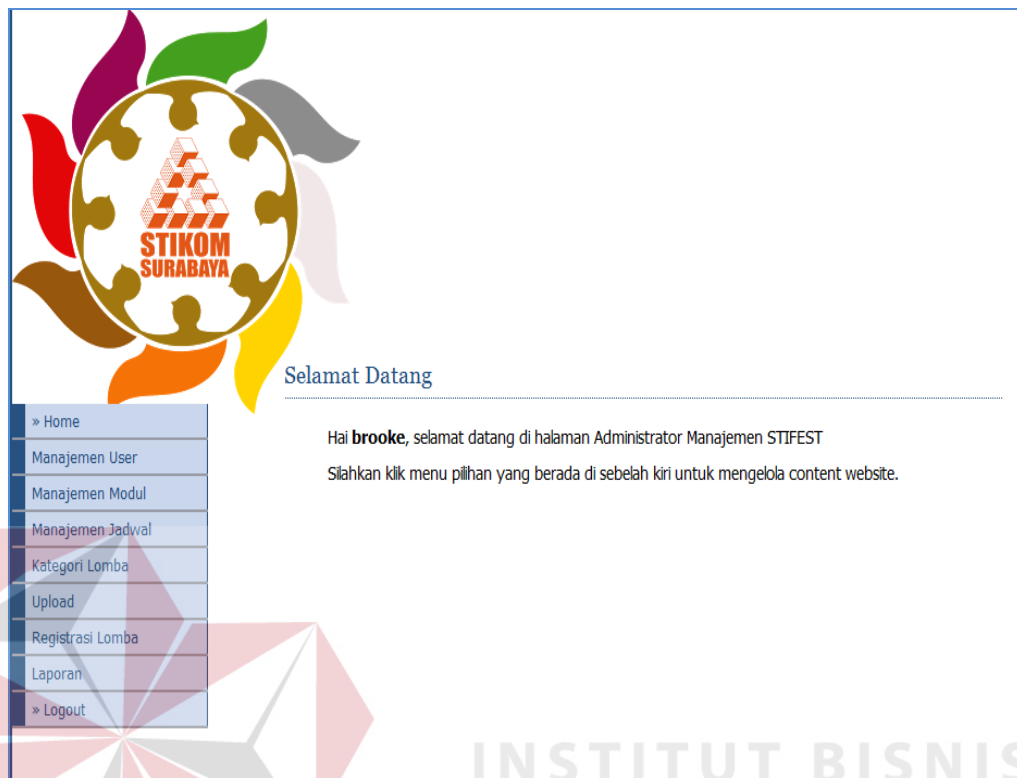 STIKOM
SURABAYA
Selamat Datang
» Home
Manajemen User
Manajemen Modul
Manajemen Jadwal
Kategori Lomba
Upload
Registrasi Lomba
Laporan
» Logout
Hai brooke, selamat datang di halaman Administrator Manajemen STIFEST
Silahkan klik menu pilihan yang berada di sebelah kiri untuk mengelola content website.
INSTITUT BISNIS